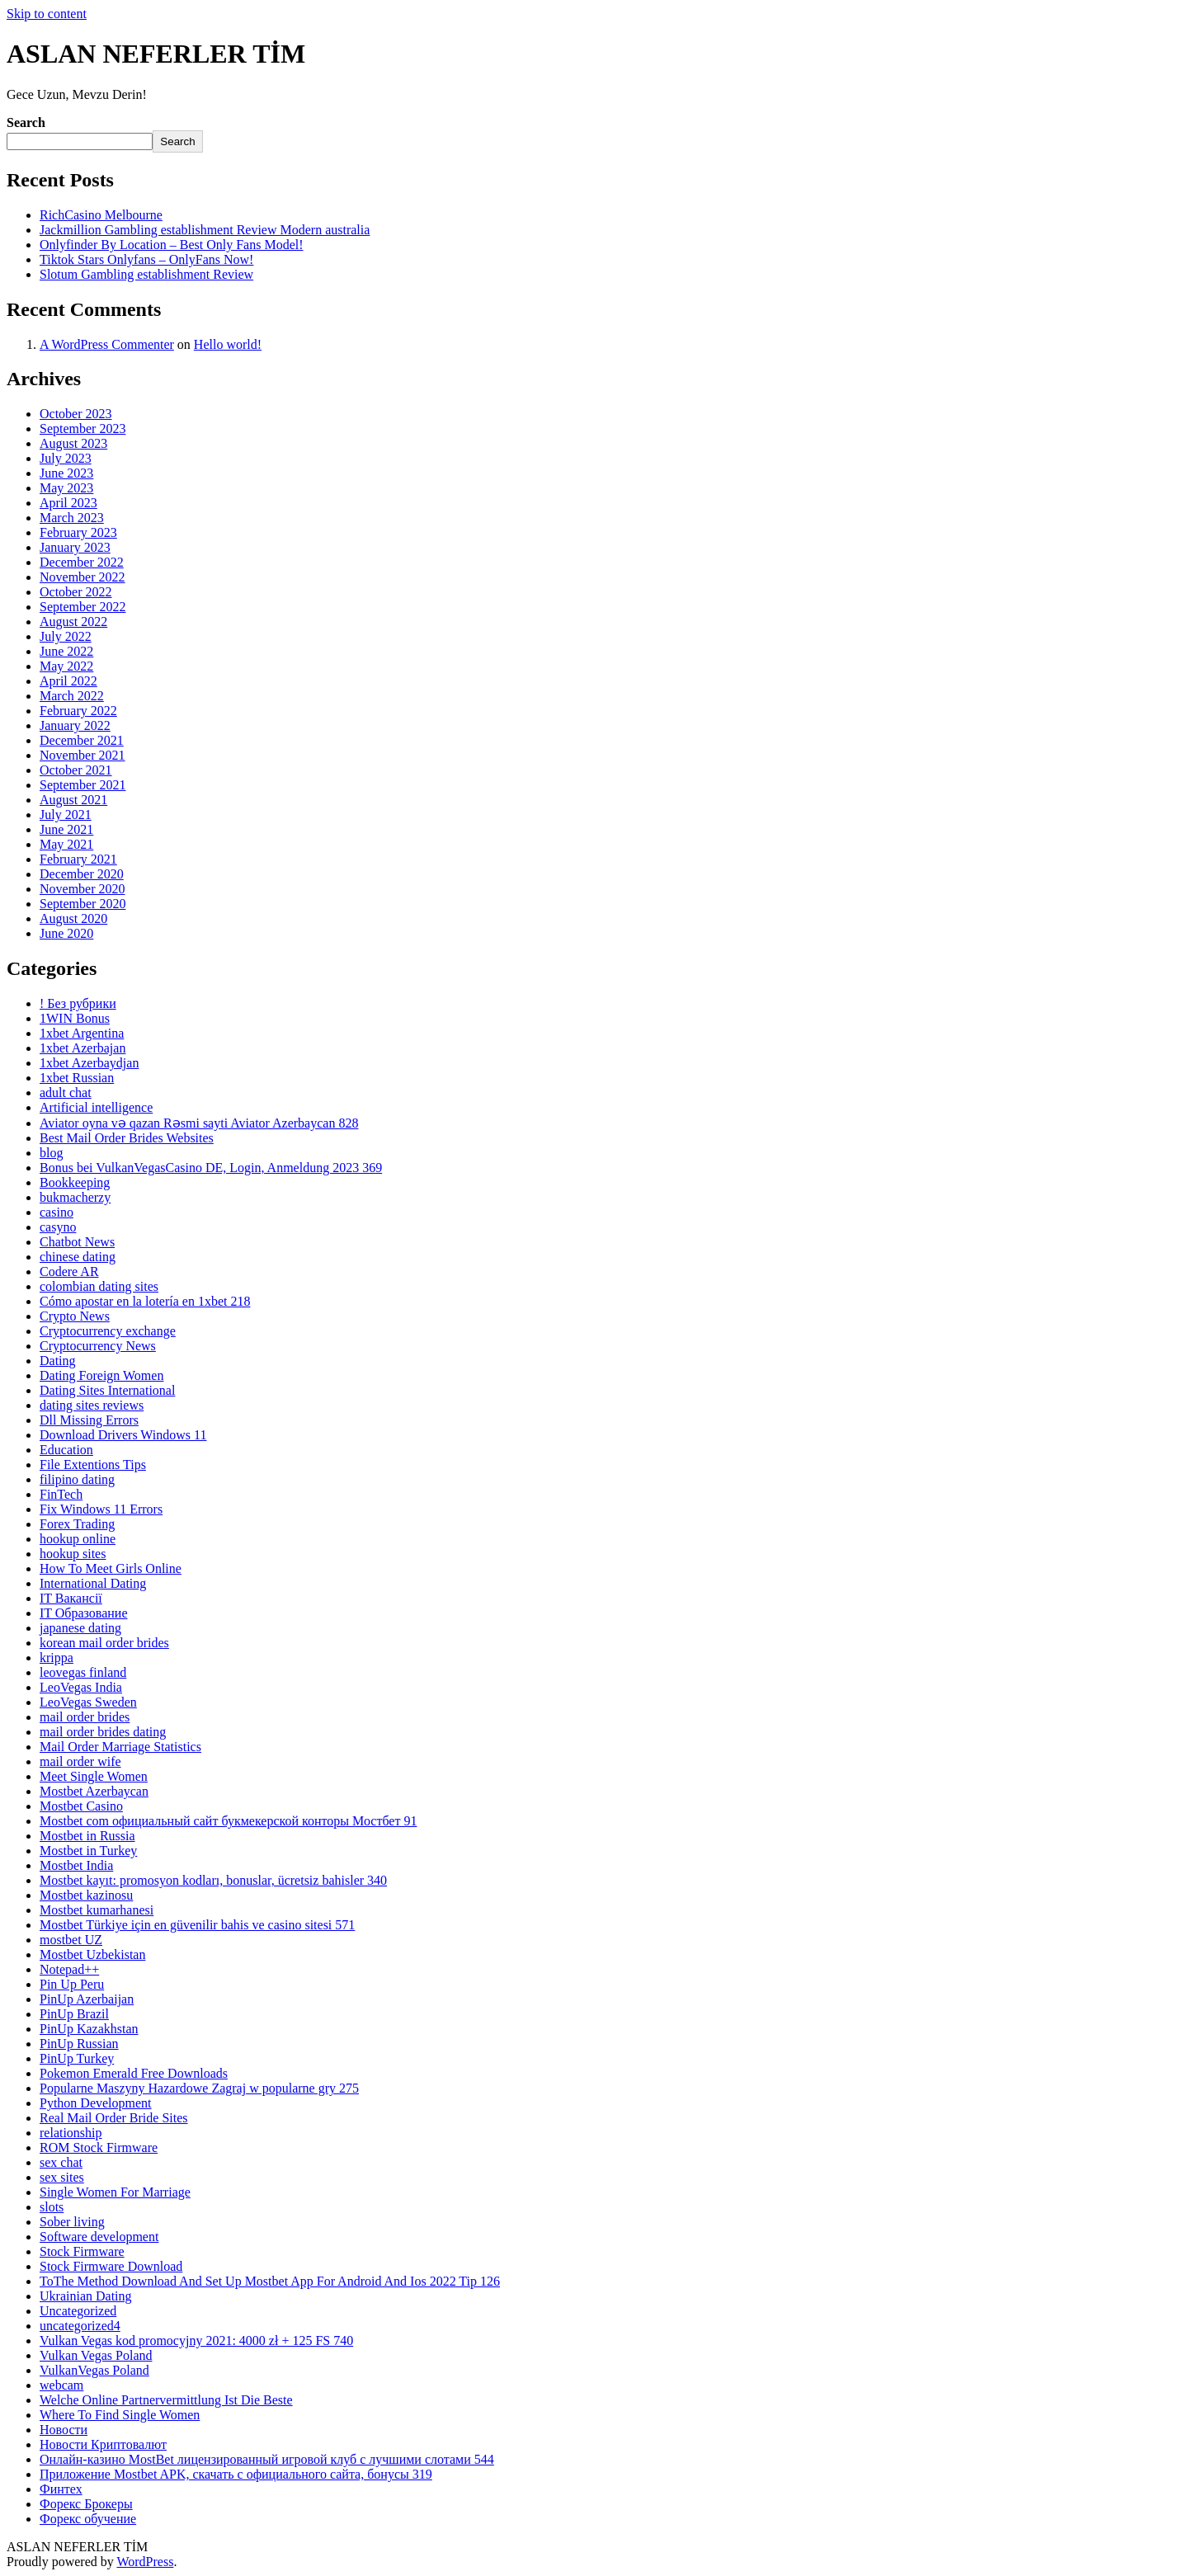 Skip to content
ASLAN NEFERLER TİM
Gece Uzun, Mevzu Derin!
Search
Search
Recent Posts
RichCasino Melbourne
Jackmillion Gambling establishment Review Modern australia
Onlyfinder By Location – Best Only Fans Model!
Tiktok Stars Onlyfans – OnlyFans Now!
Slotum Gambling establishment Review
Recent Comments
1. A WordPress Commenter on Hello world!
Archives
October 2023
September 2023
August 2023
July 2023
June 2023
May 2023
April 2023
March 2023
February 2023
January 2023
December 2022
November 2022
October 2022
September 2022
August 2022
July 2022
June 2022
May 2022
April 2022
March 2022
February 2022
January 2022
December 2021
November 2021
October 2021
September 2021
August 2021
July 2021
June 2021
May 2021
February 2021
December 2020
November 2020
September 2020
August 2020
June 2020
Categories
! Без рубрики
1WIN Bonus
1xbet Argentina
1xbet Azerbajan
1xbet Azerbaydjan
1xbet Russian
adult chat
Artificial intelligence
Aviator oyna və qazan Rəsmi sayti Aviator Azerbaycan 828
Best Mail Order Brides Websites
blog
Bonus bei VulkanVegasCasino DE, Login, Anmeldung 2023 369
Bookkeeping
bukmacherzy
casino
casyno
Chatbot News
chinese dating
Codere AR
colombian dating sites
Cómo apostar en la lotería en 1xbet 218
Crypto News
Cryptocurrency exchange
Cryptocurrency News
Dating
Dating Foreign Women
Dating Sites International
dating sites reviews
Dll Missing Errors
Download Drivers Windows 11
Education
File Extentions Tips
filipino dating
FinTech
Fix Windows 11 Errors
Forex Trading
hookup online
hookup sites
How To Meet Girls Online
International Dating
IT Вакансії
IT Образование
japanese dating
korean mail order brides
krippa
leovegas finland
LeoVegas India
LeoVegas Sweden
mail order brides
mail order brides dating
Mail Order Marriage Statistics
mail order wife
Meet Single Women
Mostbet Azerbaycan
Mostbet Casino
Mostbet com официальный сайт букмекерской конторы Мостбет 91
Mostbet in Russia
Mostbet in Turkey
Mostbet India
Mostbet kayıt: promosyon kodları, bonuslar, ücretsiz bahisler 340
Mostbet kazinosu
Mostbet kumarhanesi
Mostbet Türkiye için en güvenilir bahis ve casino sitesi 571
mostbet UZ
Mostbet Uzbekistan
Notepad++
Pin Up Peru
PinUp Azerbaijan
PinUp Brazil
PinUp Kazakhstan
PinUp Russian
PinUp Turkey
Pokemon Emerald Free Downloads
Popularne Maszyny Hazardowe Zagraj w popularne gry 275
Python Development
Real Mail Order Bride Sites
relationship
ROM Stock Firmware
sex chat
sex sites
Single Women For Marriage
slots
Sober living
Software development
Stock Firmware
Stock Firmware Download
ToThe Method Download And Set Up Mostbet App For Android And Ios 2022 Tip 126
Ukrainian Dating
Uncategorized
uncategorized4
Vulkan Vegas kod promocyjny 2021: 4000 zł + 125 FS 740
Vulkan Vegas Poland
VulkanVegas Poland
webcam
Welche Online Partnervermittlung Ist Die Beste
Where To Find Single Women
Новости
Новости Криптовалют
Онлайн-казино MostBet лицензированный игровой клуб с лучшими слотами 544
Приложение Mostbet APK, скачать с официального сайта, бонусы 319
Финтех
Форекс Брокеры
Форекс обучение
ASLAN NEFERLER TİM
Proudly powered by WordPress.